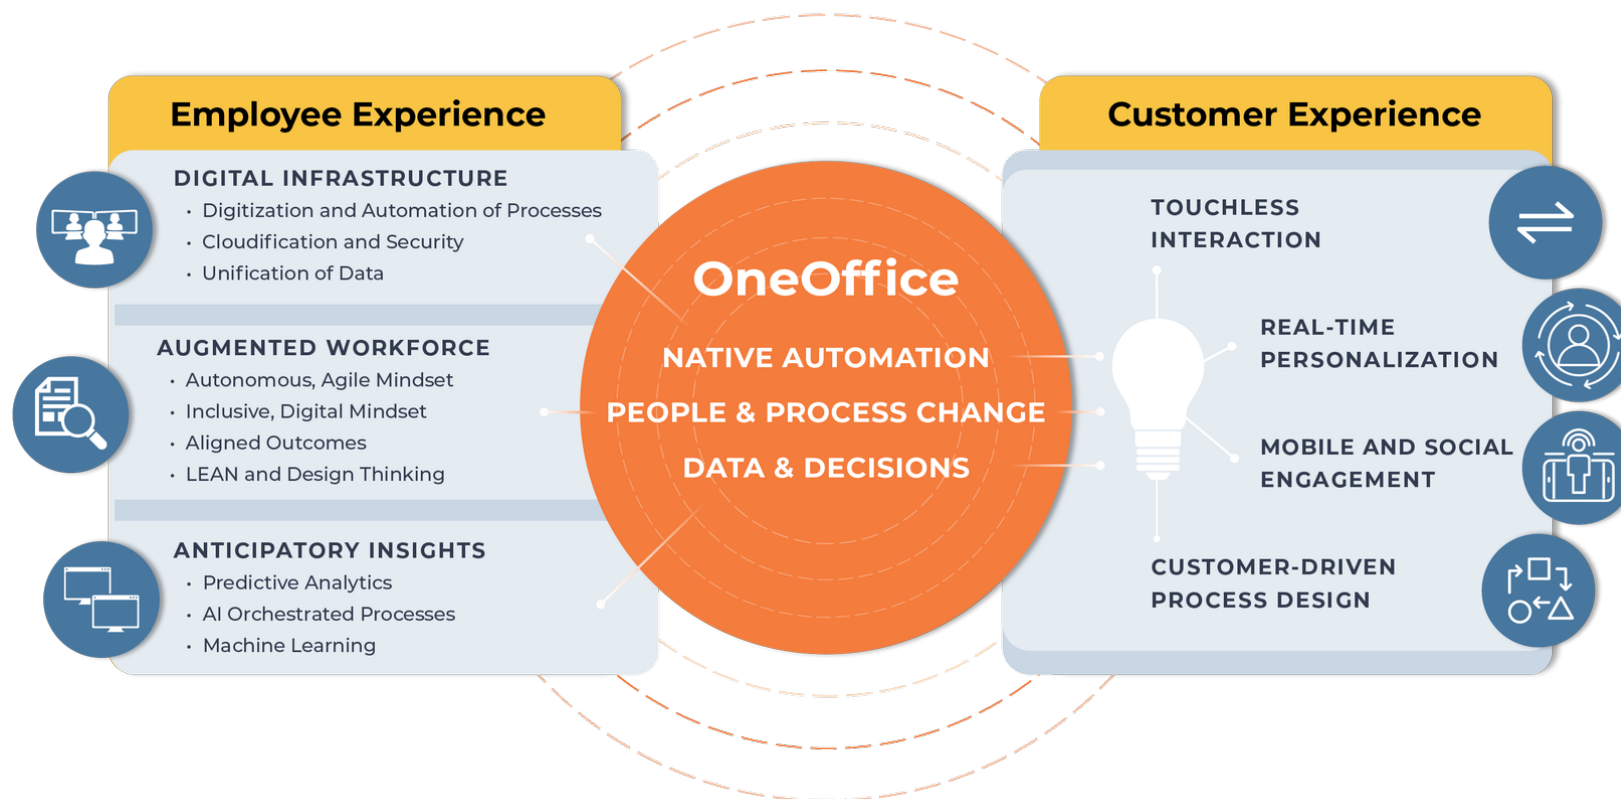 Employee Experience
DIGITAL INFRASTRUCTURE
• Digitization and Automation of Processes
• Cloudification and Security
• Unification of Data
AUGMENTED WORKFORCE
• Autonomous, Agile Mindset
• Inclusive, Digital Mindset
• Aligned Outcomes
• LEAN and Design Thinking
ANTICIPATORY INSIGHTS
• Predictive Analytics
• AI Orchestrated Processes
• Machine Learning
OneOffice
NATIVE AUTOMATION
PEOPLE & PROCESS CHANGE
DATA & DECISIONS
Customer Experience
TOUCHLESS
INTERACTION
REAL-TIME
PERSONALIZATION
MOBILE AND SOCIAL
ENGAGEMENT
CUSTOMER-DRIVEN
PROCESS DESIGN